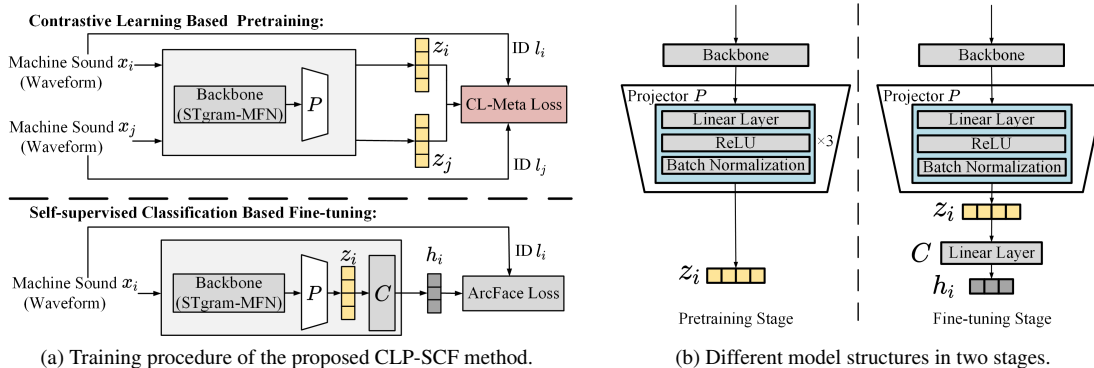 Contrastive Learning Based Pretraining:
Machine Sound x_i
(Waveform)
Machine Sound x_j
(Waveform)
Backbone
(STgram-MFN)
P
z_i
z_j
ID l_i
CL-Meta Loss
ID l_j
Self-supervised Classification Based Fine-tuning:
Machine Sound x_i
(Waveform)
Backbone
(STgram-MFN)
P
z_i
C
h_i
ID l_i
ArcFace Loss
(a) Training procedure of the proposed CLP-SCF method.
Backbone
Projector P
Linear Layer
ReLU
Batch Normalization
×3
z_i
Pretraining Stage
Backbone
Projector P
Linear Layer
ReLU
Batch Normalization
z_i
C
Linear Layer
h_i
Fine-tuning Stage
(b) Different model structures in two stages.